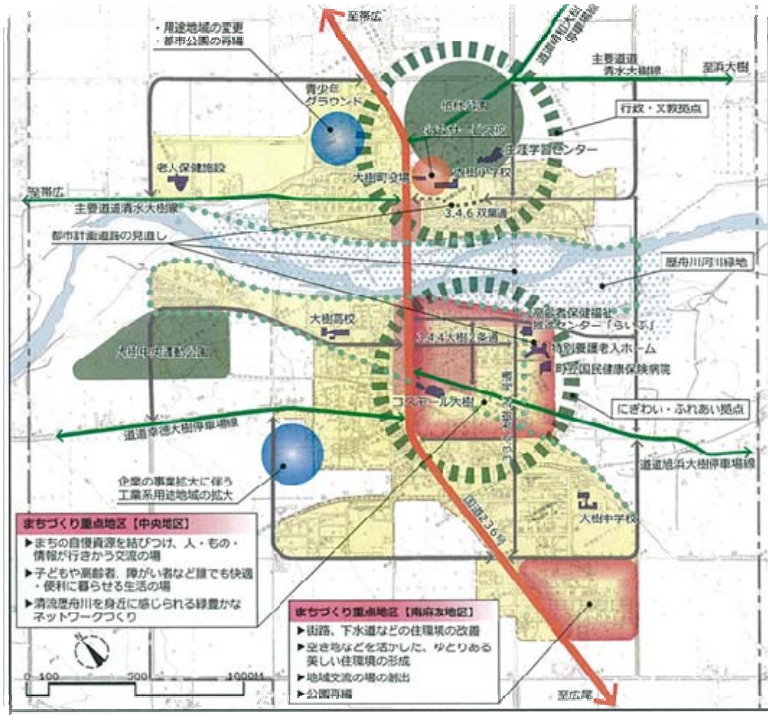 至帯広
・用途地域の変更
・都市公園の再編
主要道道
清水大樹線
至浜大樹
青少年
グラウンド
行政・文教拠点
生涯学習センター
老人保健施設
大樹町役場
大樹小学校
至帯広
主要道道清水大樹線
3.4.6 双葉通
都市計画道路の見直し
歴舟川河川緑地
高齢者保健福祉
推進センター「らいふ」
大樹高校
3.4.4大樹2条通
特別養護老人ホーム
町立国民健康保険病院
大樹中央運動公園
コスモール大樹
にぎわい・ふれあい拠点
道道幸徳大樹停車場線
道道旭浜大樹停車場線
企業の事業拡大に伴う
工業系用途地域の拡大
国道236号
大樹中学校
まちづくり重点地区【中央地区】
▶まちの自慢資源を結びつけ、人・もの・
情報が行きかう交流の場
▶子どもや高齢者、障がい者など誰でも快適
・便利に暮らせる生活の場
▶清流歴舟川を身近に感じられる緑豊かな
ネットワークづくり
まちづくり重点地区【南麻友地区】
▶街路、下水道などの住環境の改善
▶空き地などを活かした、ゆとりある
美しい住環境の形成
▶地域交流の場の創出
▶公園再編
0 100 500 1000M
至広尾